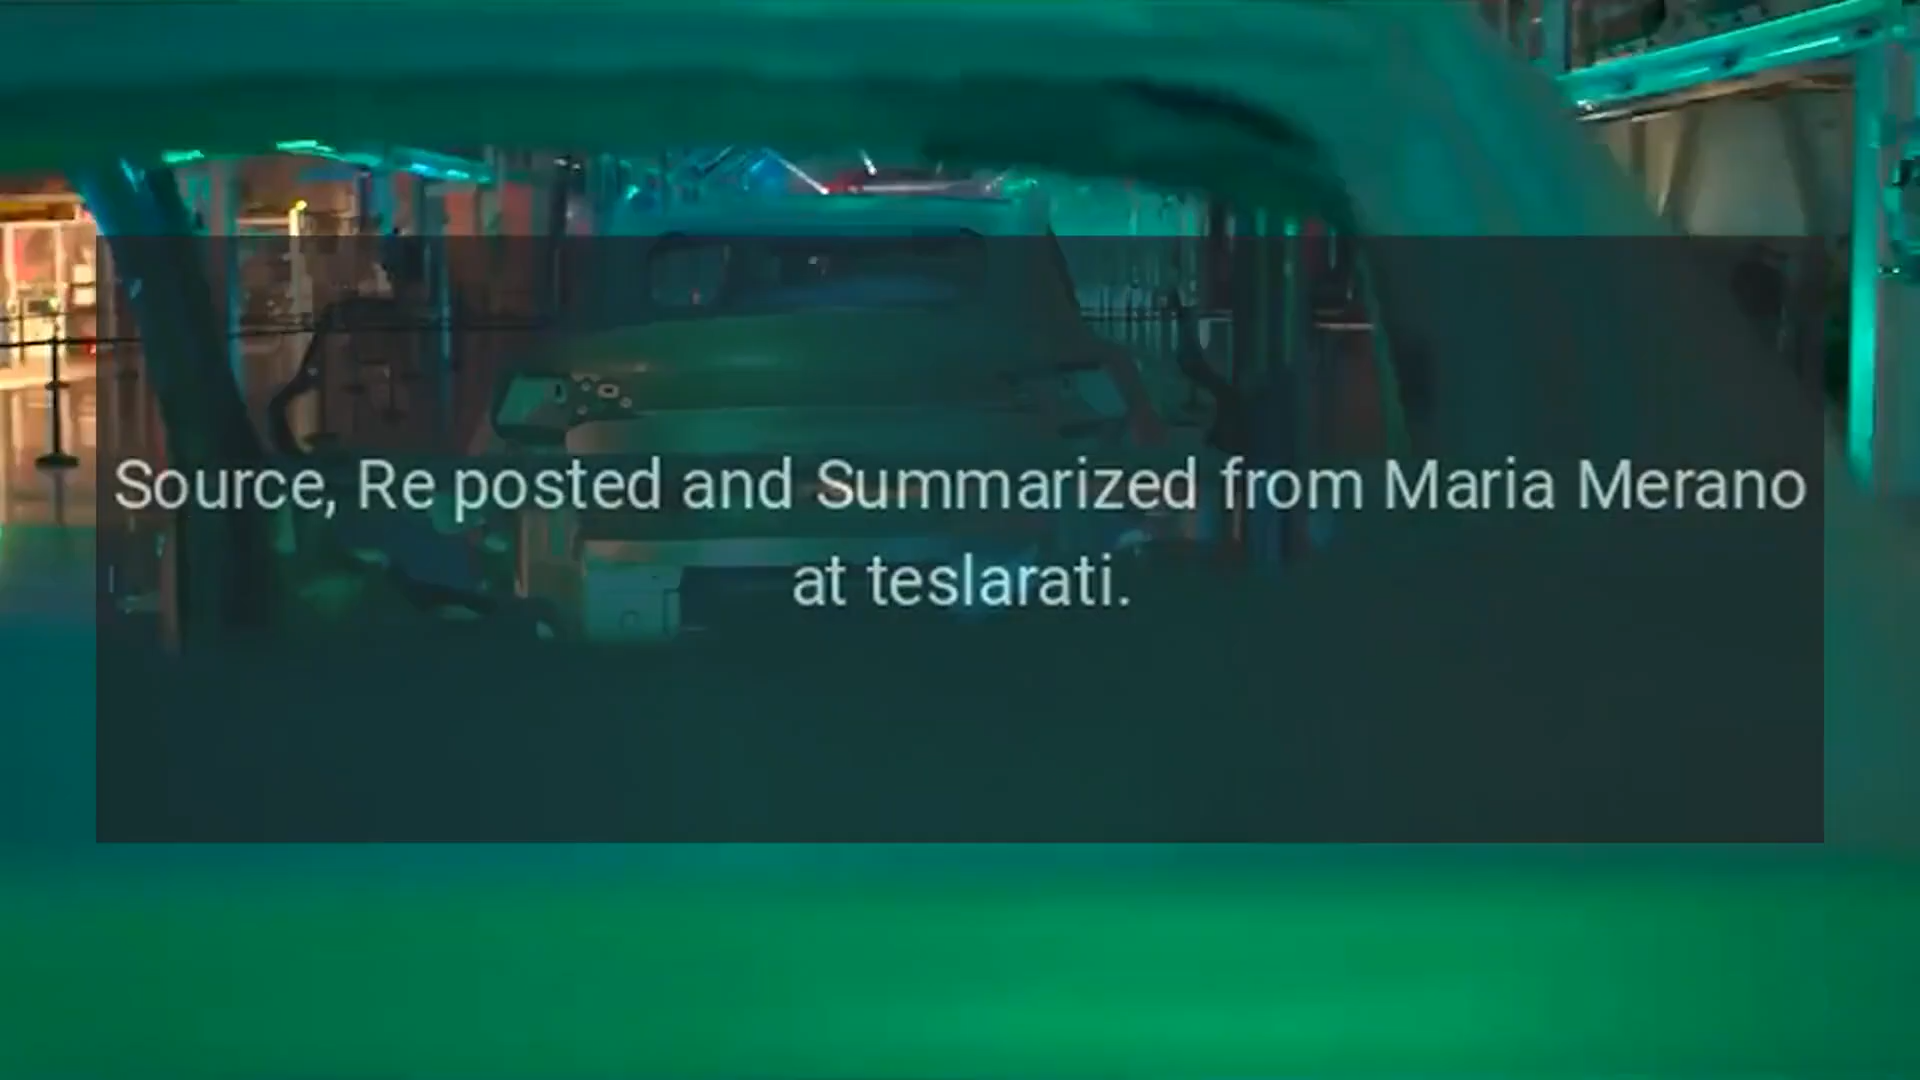 Source, Re posted and Summarized from Maria Merano
at teslarati.